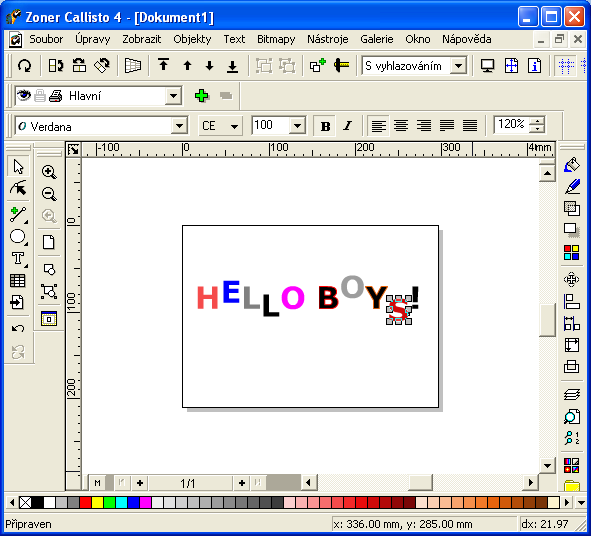 Zoner Callisto 4 - [Dokument1]
Soubor Úpravy Zobrazit Objekty Text Bitmapy Nástroje Galerie Okno Nápověda
S vyhlazováním
Hlavní
O Verdana CE 100 B I 120%
-100 0 100 200 300 4mm
0
100
200
HELLO BOYS!
M 1/1
Připraven x: 336.00 mm, y: 285.00 mm dx: 21.97